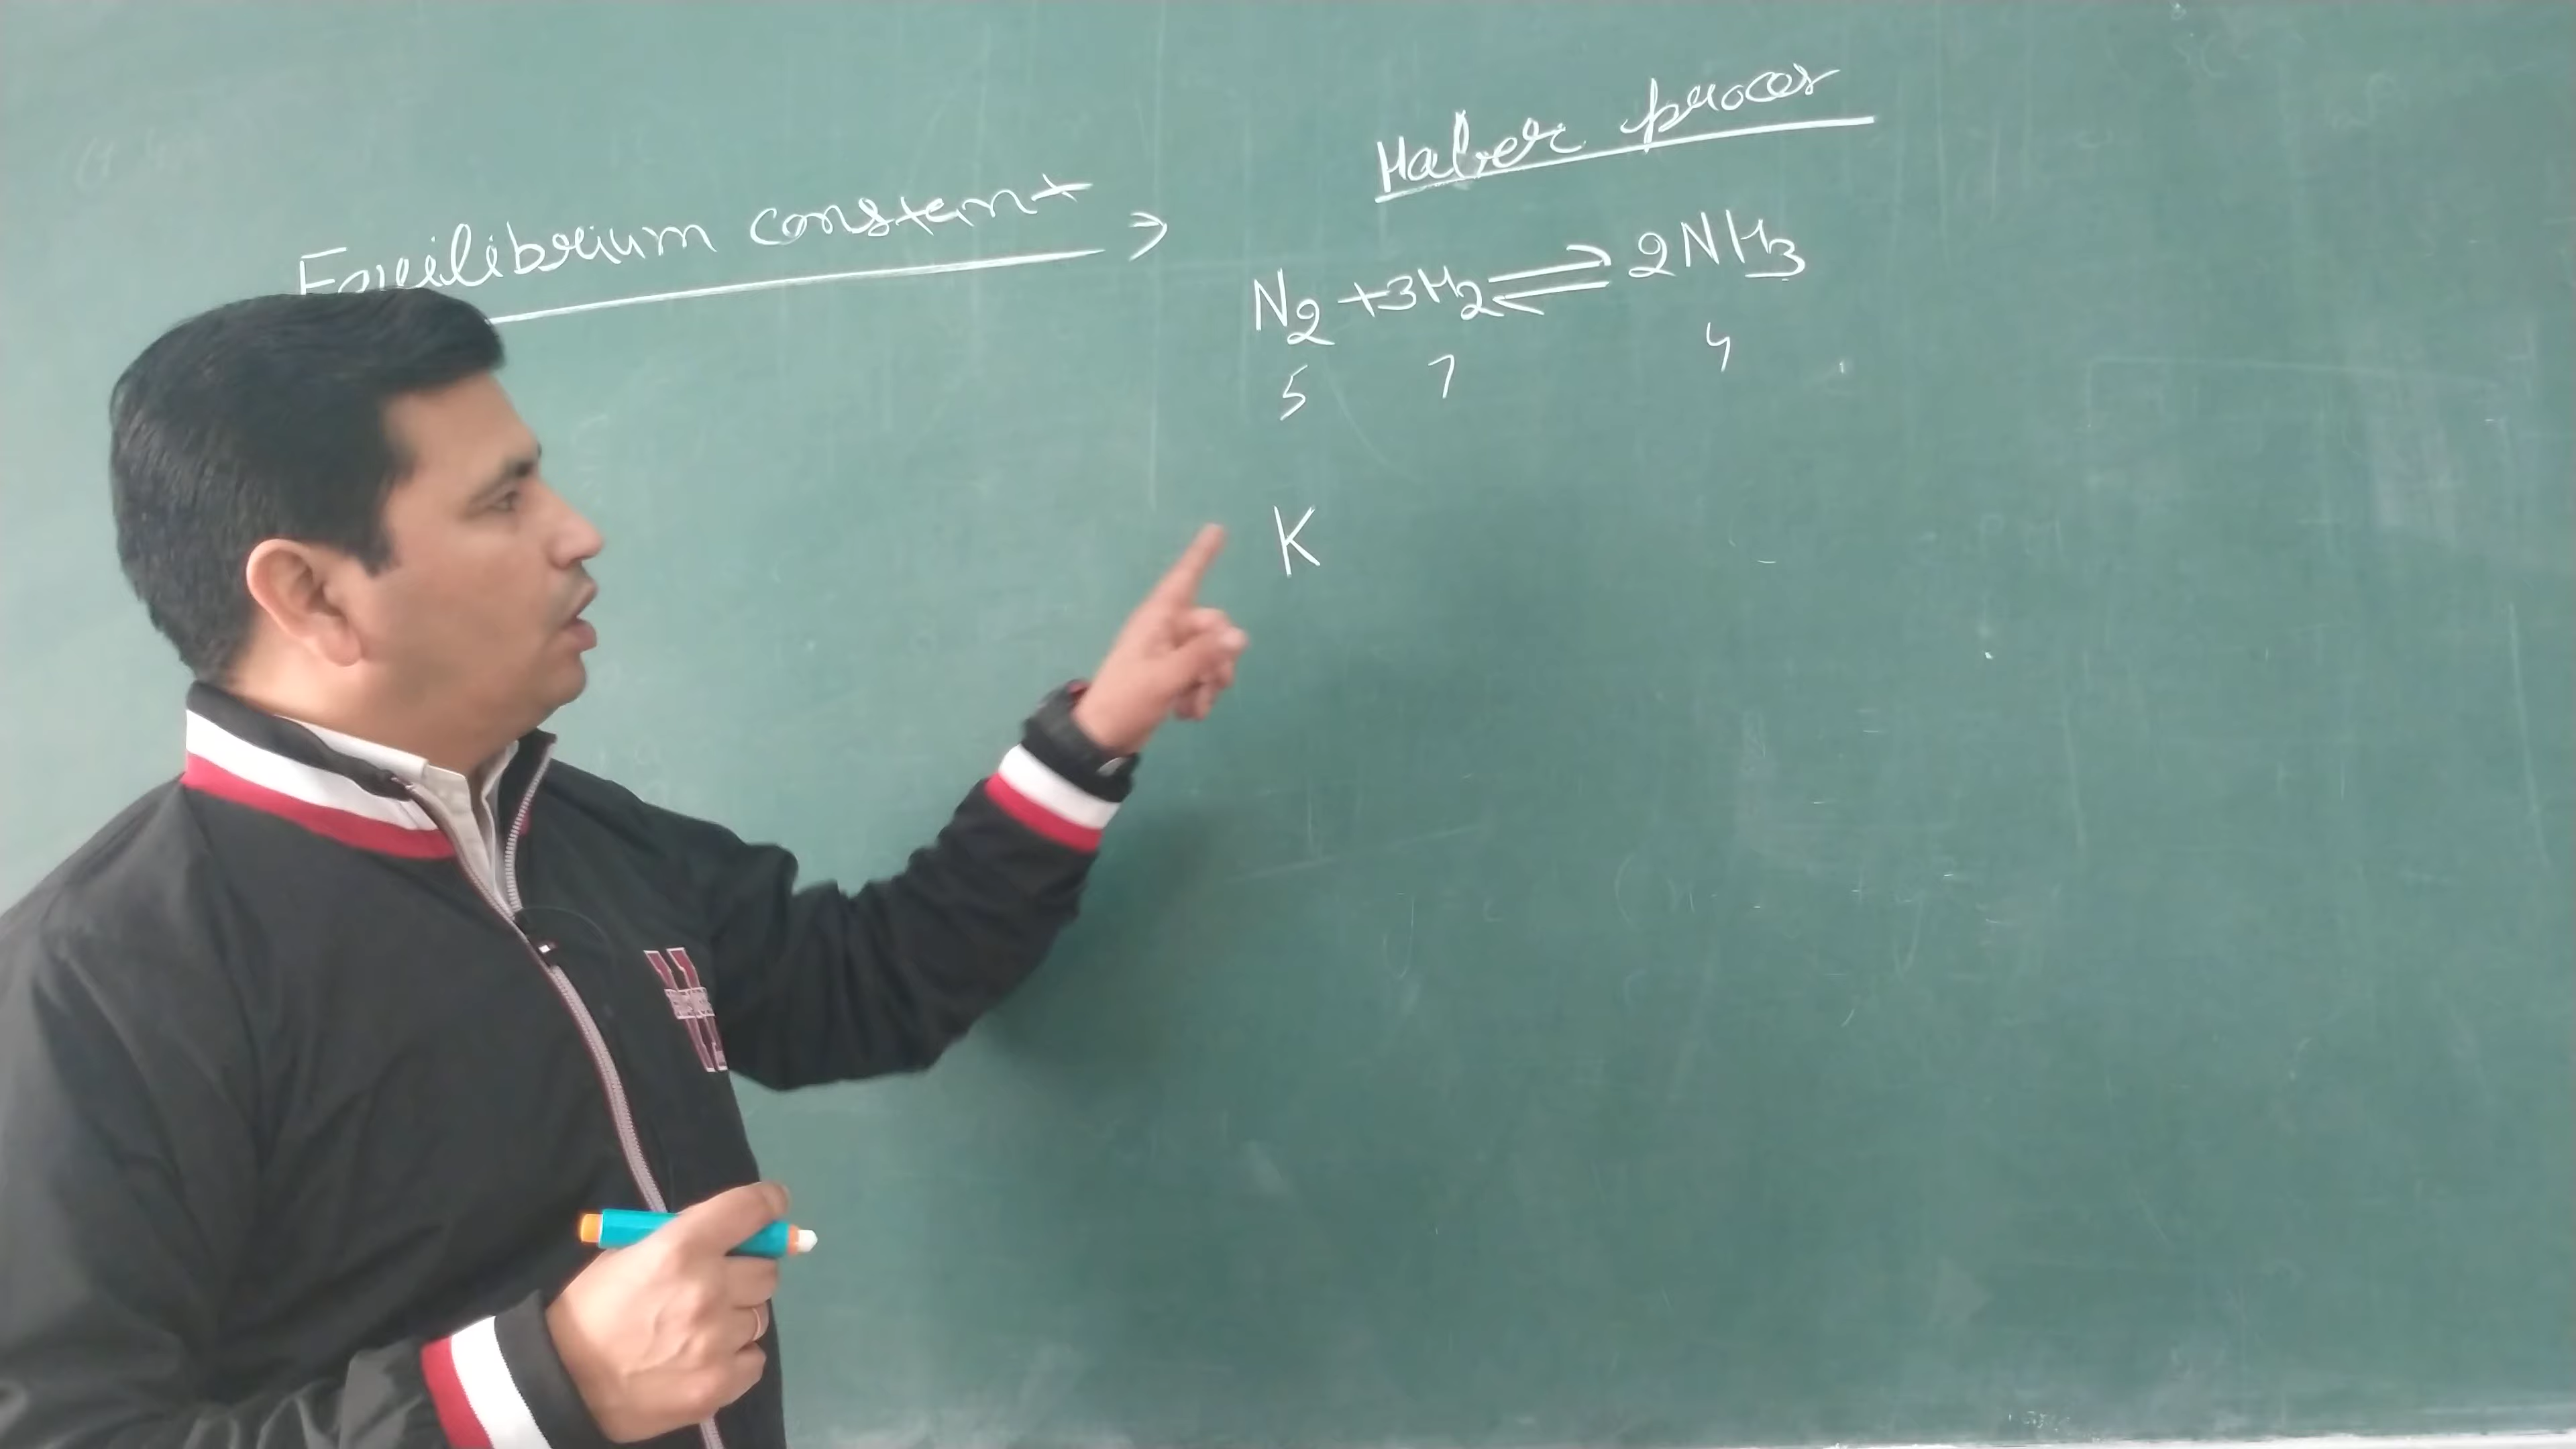 Equilibrium constant →
Haber process
N₂ + 3H₂ ⇌ 2NH₃
5 7 4
K